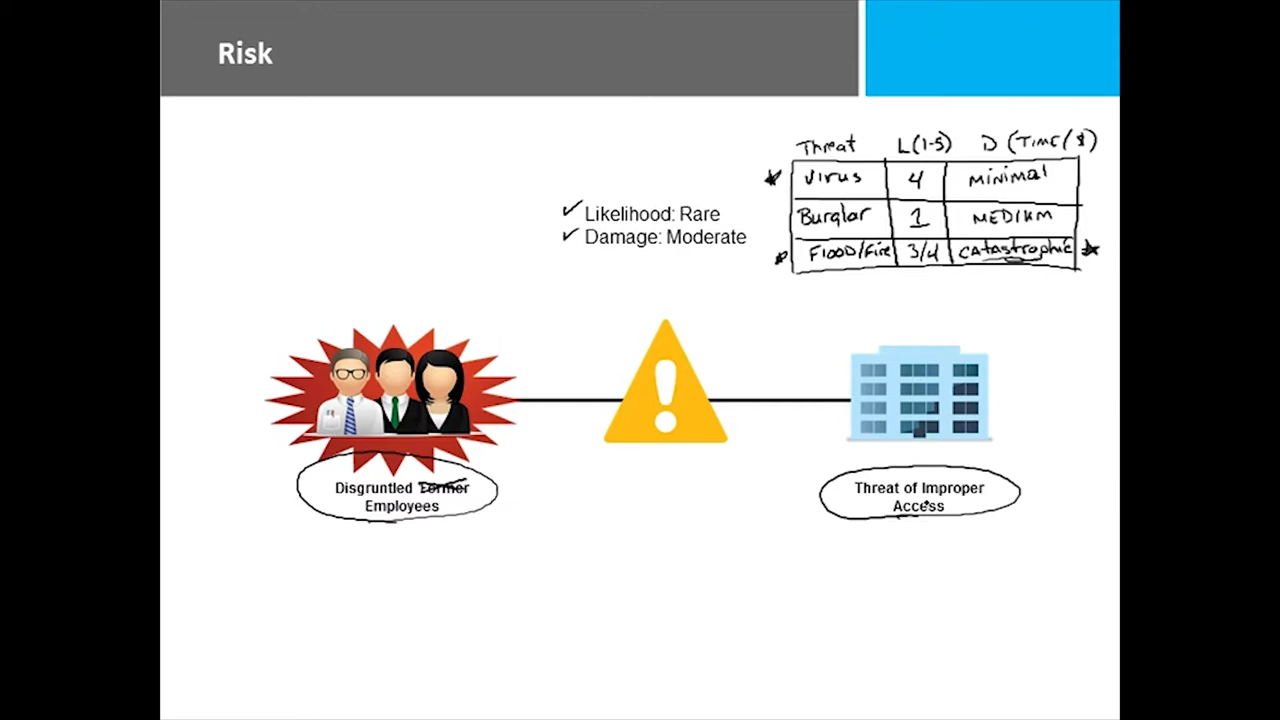 Risk
Threat L(1-5) D (TIME/$)
Virus 4 MINIMAL
Burglar 1 MEDIUM
FlooD/Fire 3/4 CATastrophic
✓ Likelihood: Rare
✓ Damage: Moderate
Disgruntled Former
Employees
Threat of Improper
Access